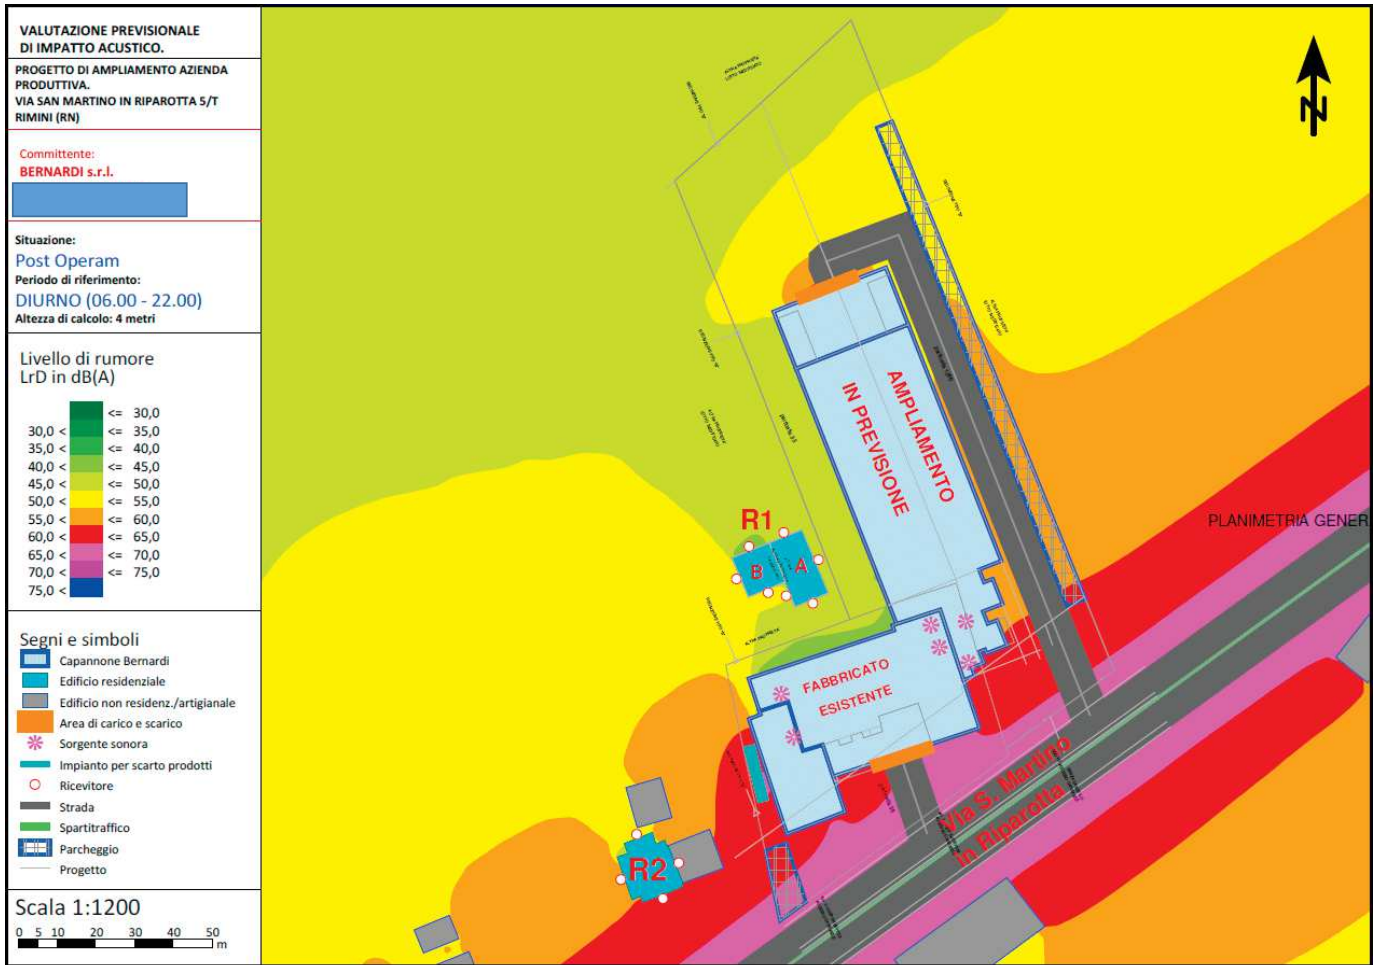 VALUTAZIONE PREVISIONALE
DI IMPATTO ACUSTICO.
PROGETTO DI AMPLIAMENTO AZIENDA
PRODUTTIVA.
VIA SAN MARTINO IN RIPAROTTA 5/T
RIMINI (RN)
Committente:
BERNARDI s.r.l.
Situazione:
Post Operam
Periodo di riferimento:
DIURNO (06.00 - 22.00)
Altezza di calcolo: 4 metri
Livello di rumore
LrD in dB(A)
<= 30,0
30,0 < <= 35,0
35,0 < <= 40,0
40,0 < <= 45,0
45,0 < <= 50,0
50,0 < <= 55,0
55,0 < <= 60,0
60,0 < <= 65,0
65,0 < <= 70,0
70,0 < <= 75,0
75,0 <
Segni e simboli
Capannone Bernardi
Edificio residenziale
Edificio non residenz./artigianale
Area di carico e scarico
Sorgente sonora
Impianto per scarto prodotti
Ricevitore
Strada
Spartitraffico
Parcheggio
Progetto
Scala 1:1200
0 5 10 20 30 40 50
m
N
AMPLIAMENTO
IN PREVISIONE
R1
B
A
PLANIMETRIA GENER
FABBRICATO
ESISTENTE
R2
Via S. Martino
in Riparotta